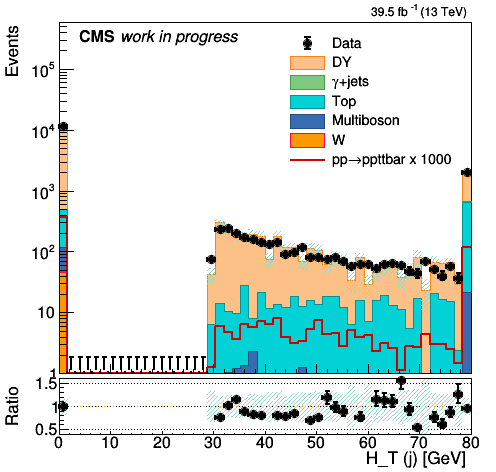 39.5 fb⁻¹ (13 TeV)
CMS work in progress
Events
Data
DY
γ+jets
Top
Multiboson
W
pp→ppttbar x 1000
10⁵
10⁴
10³
10²
10
1
Ratio
1.5
1
0.5
0 10 20 30 40 50 60 70 80
H_T (j) [GeV]